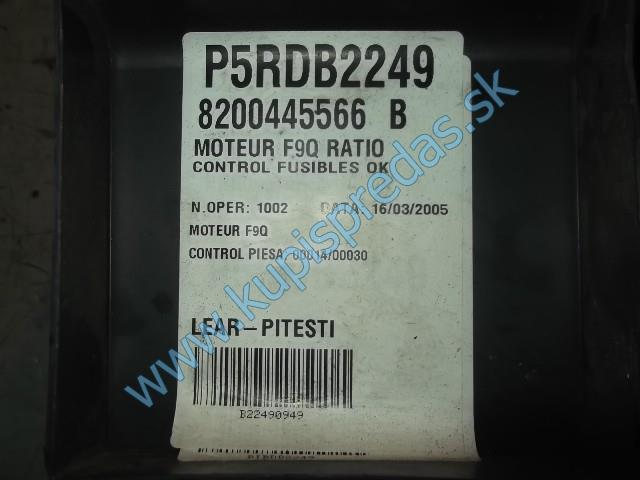 P5RDB2249
8200445566 B
MOTEUR F9Q RATIO
CONTROL FUSIBLES OK
N.OPER: 1002 DATA: 16/03/2005
MOTEUR F9Q
CONTROL PIESA: 00014/00030
LEAR-PITESTI
B22490949
www.kupispredas.sk